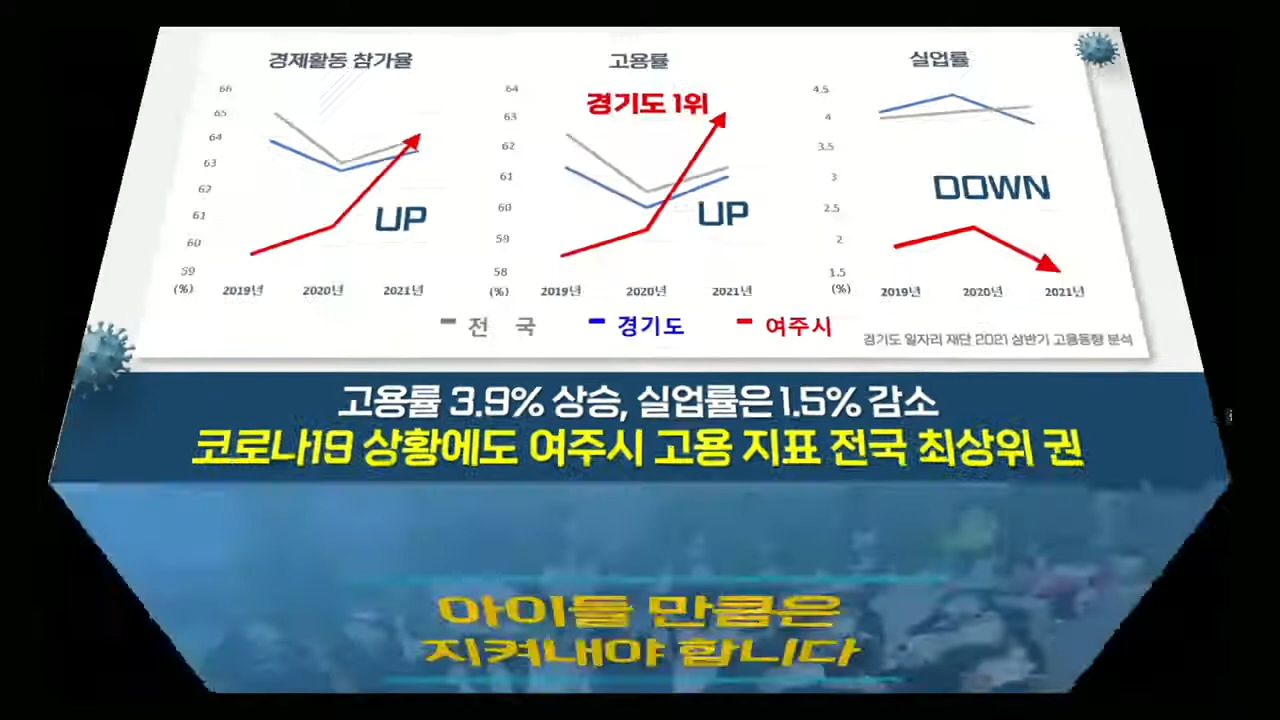 경제활동 참가율
66
65
64
63
62
61
60
59
(%)
2019년 2020년 2021년
UP
고용률
64
63
62
61
60
59
58
(%)
2019년 2020년 2021년
경기도 1위
UP
실업률
4.5
4
3.5
3
2.5
2
1.5
(%)
2019년 2020년 2021년
DOWN
전 국 경기도 여주시
경기도 일자리 재단 2021 상반기 고용동향 분석
고용률 3.9% 상승, 실업률은 1.5% 감소
코로나19 상황에도 여주시 고용 지표 전국 최상위 권
아이들 만큼은
지켜내야 합니다